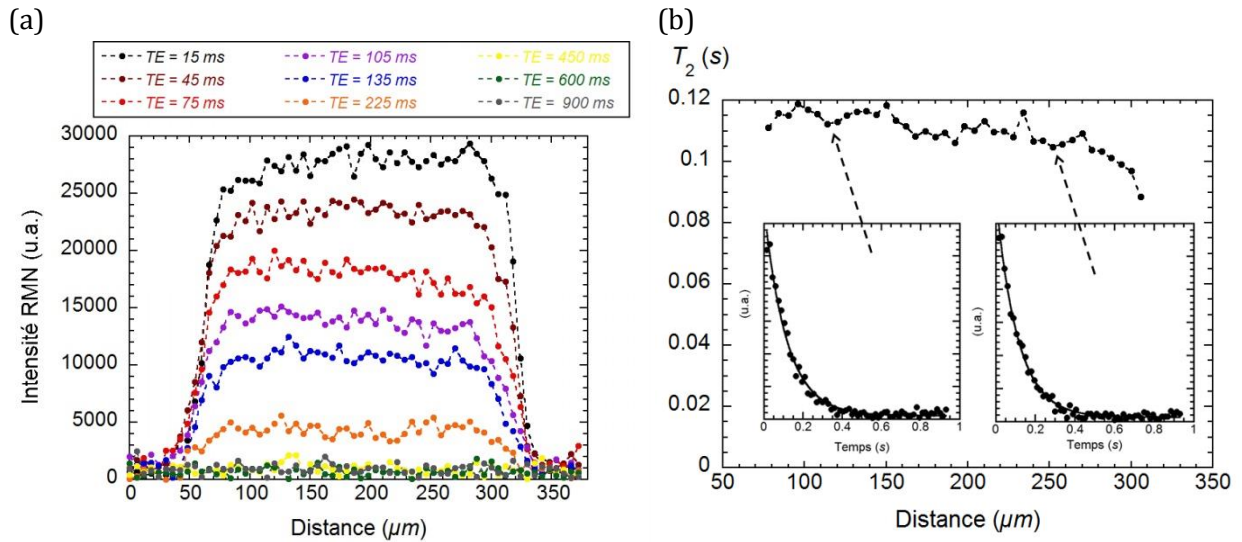 (a)
TE = 15 ms TE = 105 ms TE = 450 ms
TE = 45 ms TE = 135 ms TE = 600 ms
TE = 75 ms TE = 225 ms TE = 900 ms
Intensité RMN (u.a.)
30000
25000
20000
15000
10000
5000
0
0 50 100 150 200 250 300 350
Distance (µm)
(b)
T2 (s)
0.12
0.1
0.08
0.06
0.04
0.02
0
50 100 150 200 250 300 350
Distance (µm)
(u.a.)
0 0.2 0.4 0.6 0.8 1
Temps (s)
(u.a.)
0 0.2 0.4 0.6 0.8 1
Temps (s)